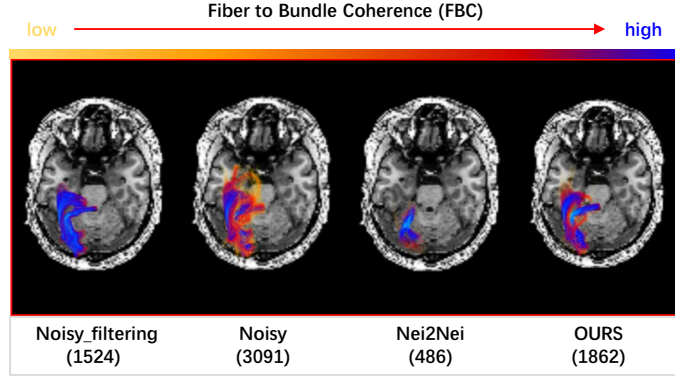 Fiber to Bundle Coherence (FBC)
low high
Noisy_filtering Noisy Nei2Nei OURS
(1524) (3091) (486) (1862)